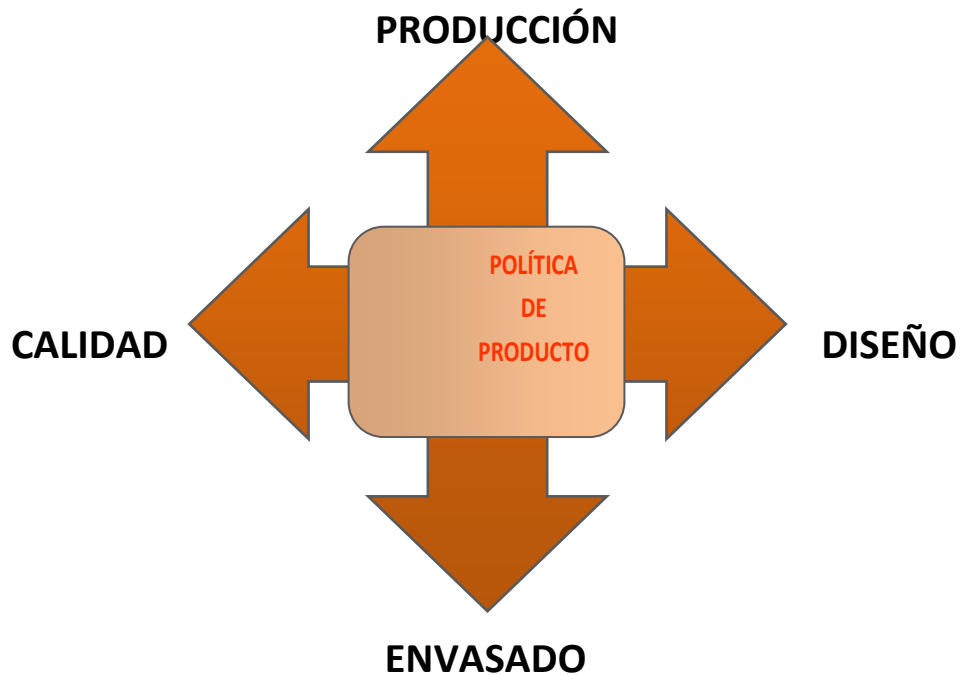 PRODUCCIÓN
POLÍTICA
DE
PRODUCTO
CALIDAD
DISEÑO
ENVASADO